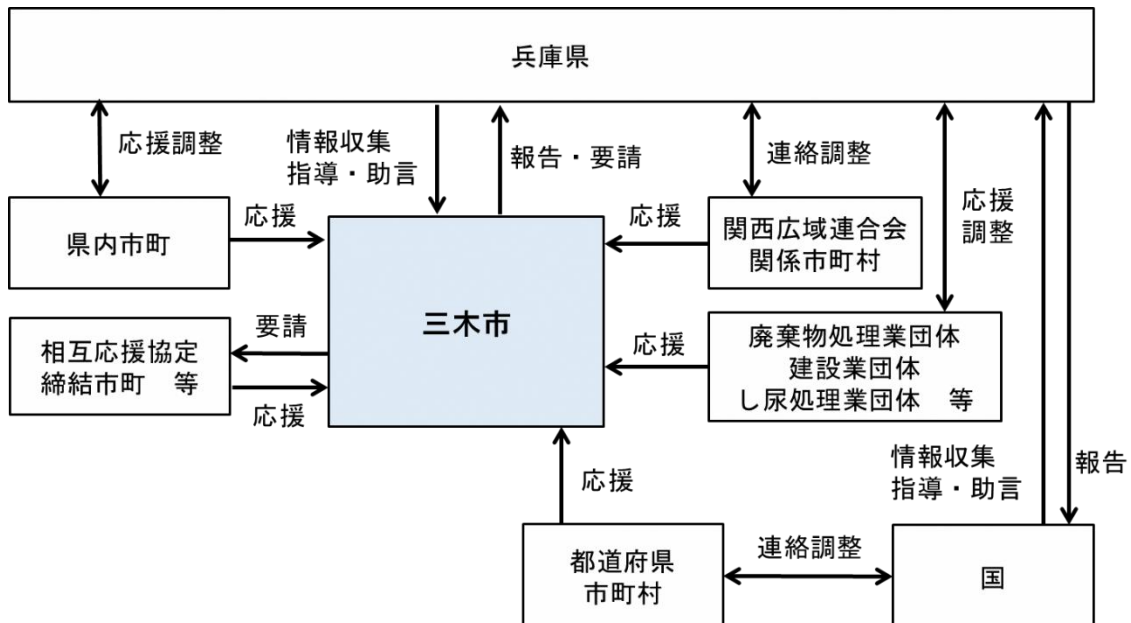 兵庫県
応援調整
情報収集
指導・助言
報告・要請
連絡調整
応援
調整
県内市町
応援
三木市
応援
関西広域連合会
関係市町村
相互応援協定
締結市町　等
要請
応援
応援
廃棄物処理業団体
建設業団体
し尿処理業団体　等
応援
情報収集
指導・助言
報告
都道府県
市町村
連絡調整
国